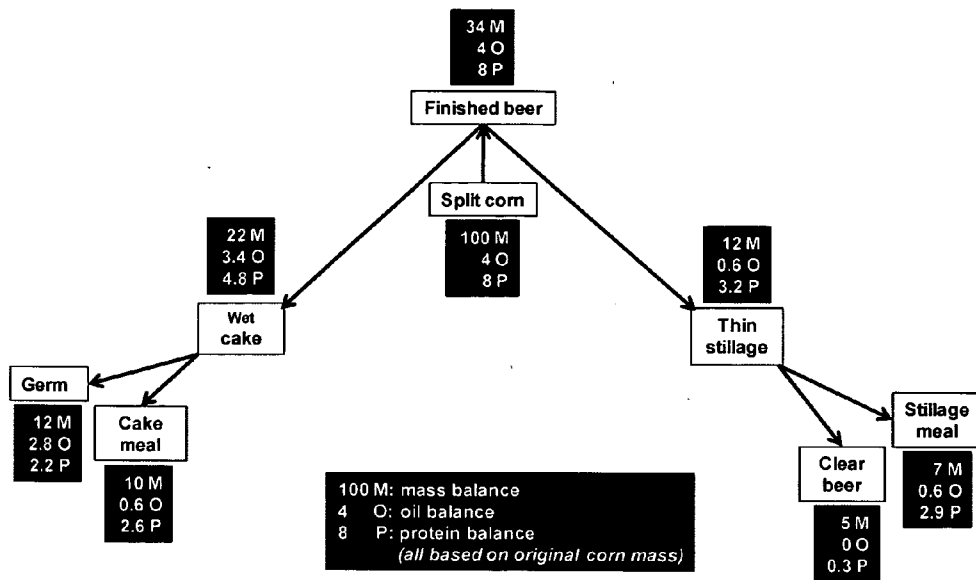 34 M
4 O
8 P
Finished beer
Split corn
100 M
4 O
8 P
22 M
3.4 O
4.8 P
Wet
cake
12 M
0.6 O
3.2 P
Thin
stillage
Germ
12 M
2.8 O
2.2 P
Cake
meal
10 M
0.6 O
2.6 P
Stillage
meal
7 M
0.6 O
2.9 P
Clear
beer
5 M
0 O
0.3 P
100 M: mass balance
4 O: oil balance
8 P: protein balance
(all based on original corn mass)